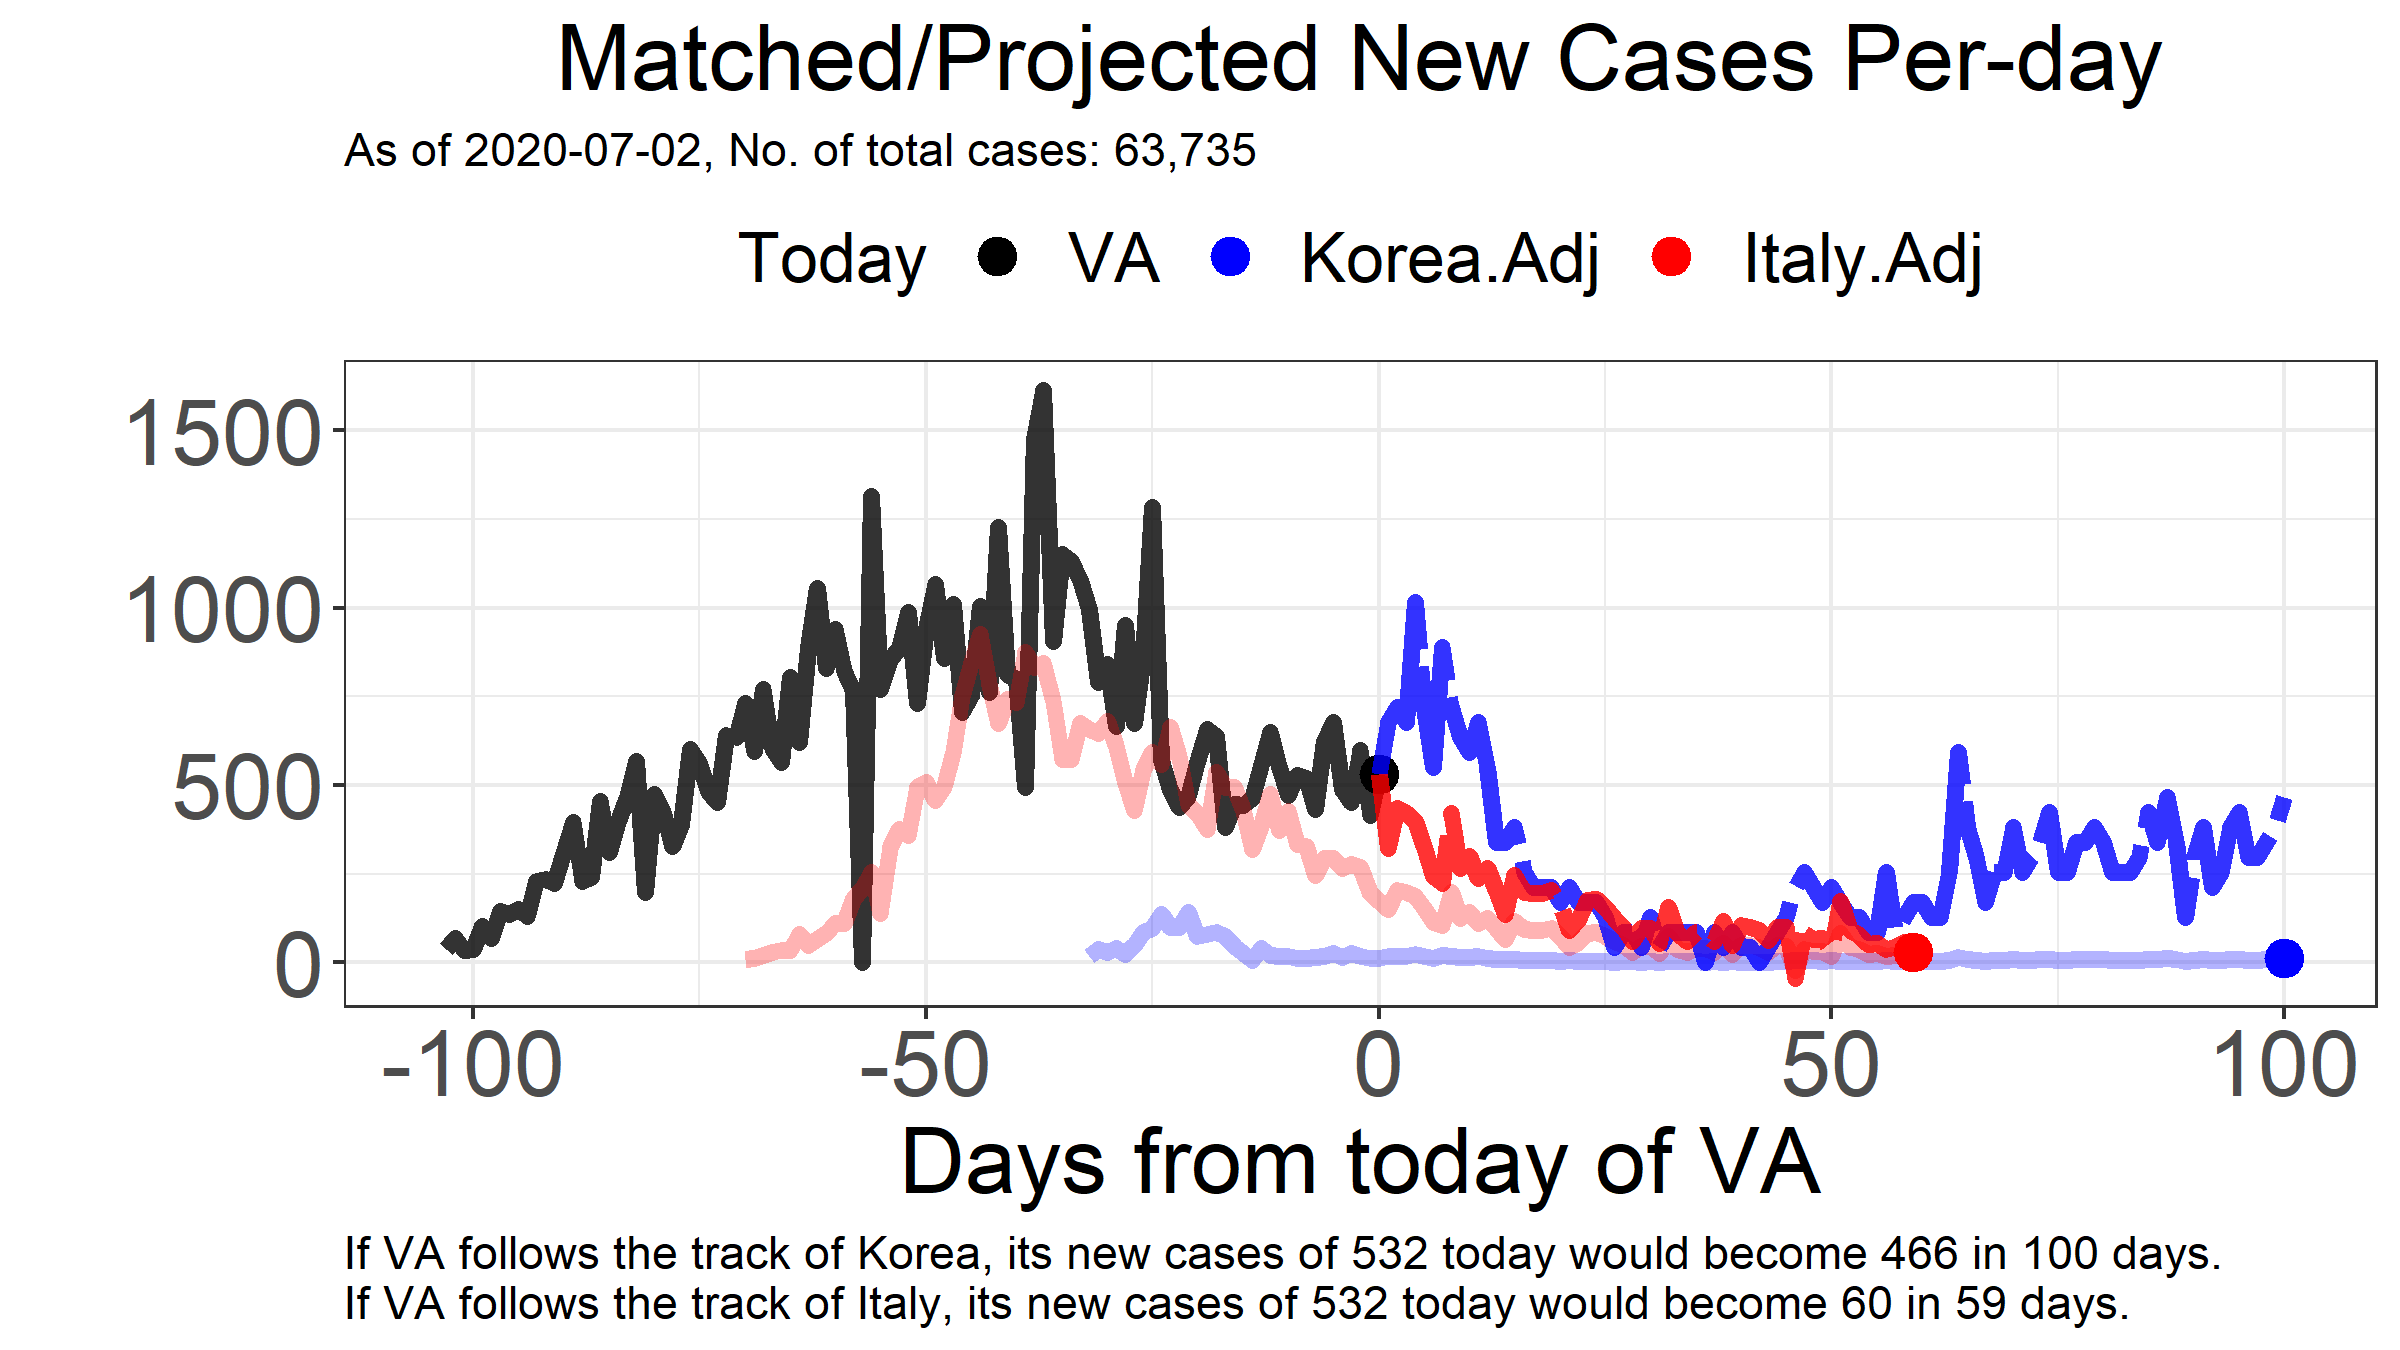 Matched/Projected New Cases Per-day
As of 2020-07-02, No. of total cases: 63,735
Today VA Korea.Adj Italy.Adj
1500
1000
500
0
-100 -50 0 50 100
Days from today of VA
If VA follows the track of Korea, its new cases of 532 today would become 466 in 100 days.
If VA follows the track of Italy, its new cases of 532 today would become 60 in 59 days.